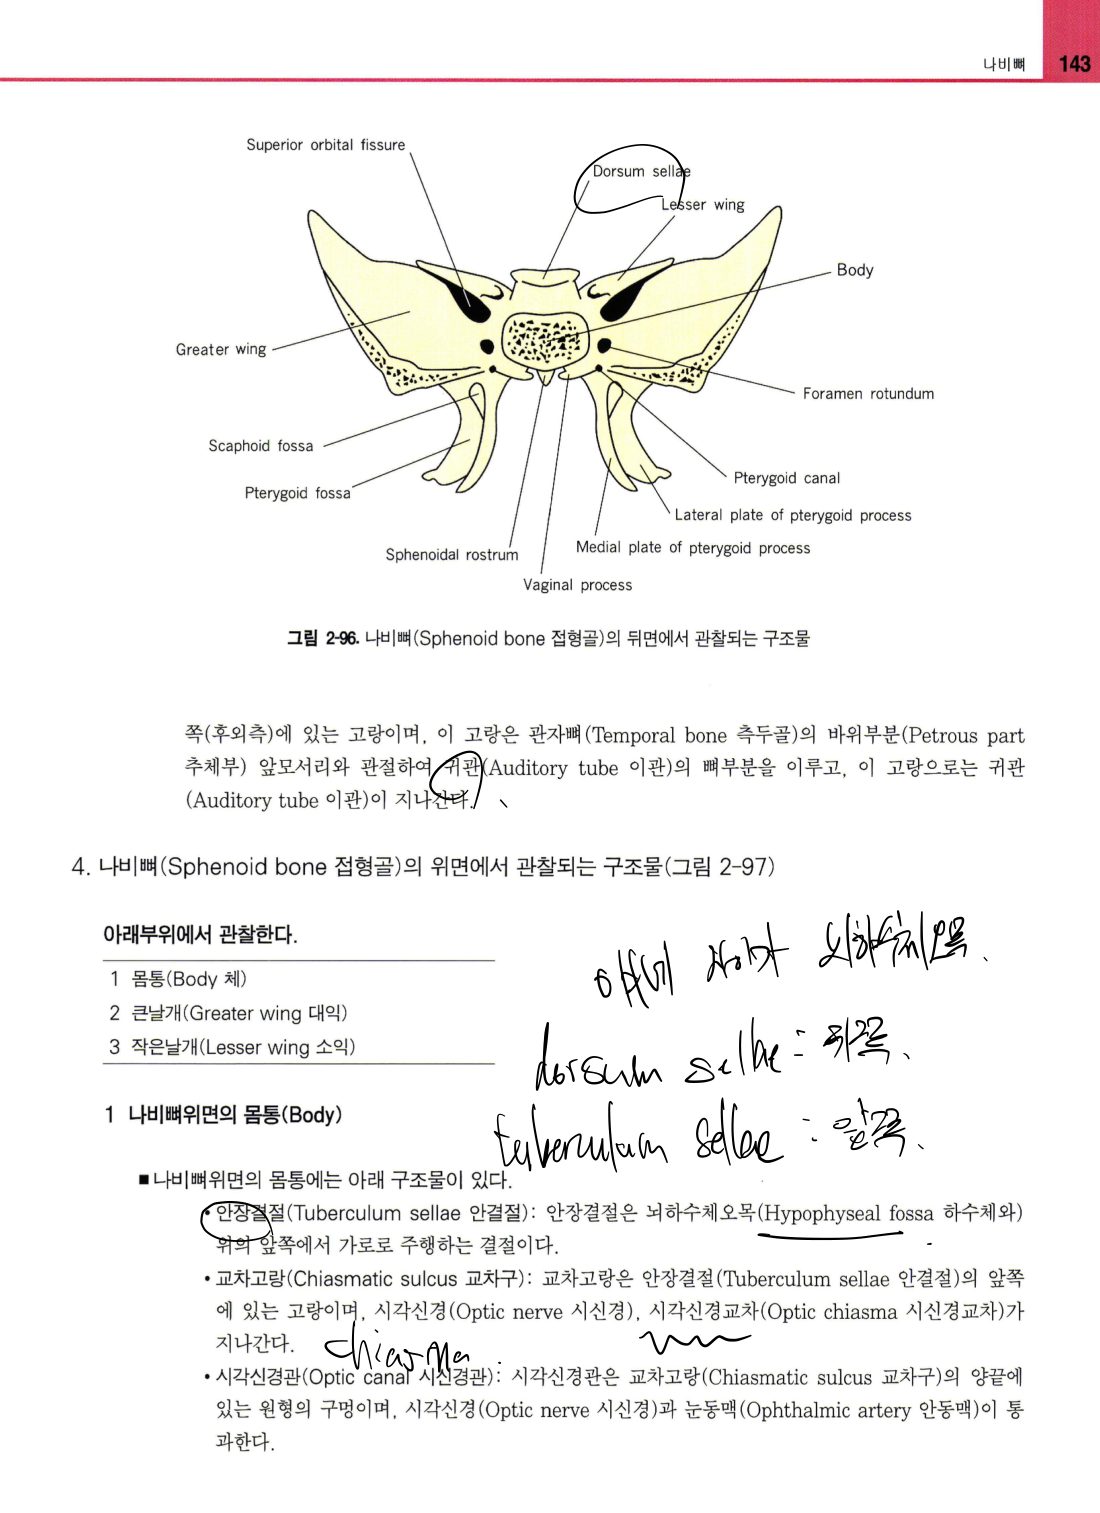 나비뼈 143
Superior orbital fissure
Dorsum sellae
Lesser wing
Body
Greater wing
Foramen rotundum
Scaphoid fossa
Pterygoid canal
Pterygoid fossa
Lateral plate of pterygoid process
Sphenoidal rostrum
Medial plate of pterygoid process
Vaginal process
그림 2-96. 나비뼈(Sphenoid bone 접형골)의 뒤면에서 관찰되는 구조물
쪽(후외측)에 있는 고랑이며, 이 고랑은 관자뼈(Temporal bone 측두골)의 바위부분(Petrous part
추체부) 앞모서리와 관절하여 귀관(Auditory tube 이관)의 뼈부분을 이루고, 이 고랑으로는 귀관
(Auditory tube 이관)이 지나간다.
4. 나비뼈(Sphenoid bone 접형골)의 위면에서 관찰되는 구조물(그림 2-97)
아래부위에서 관찰한다.
1 몸통(Body 체)
2 큰날개(Greater wing 대익)
3 작은날개(Lesser wing 소익)
사이가 뇌하수체오목.
dorsum sellae : 뒤쪽.
tuberculum sellae : 앞쪽.
1 나비뼈위면의 몸통(Body)
■ 나비뼈위면의 몸통에는 아래 구조물이 있다.
• 안장결절(Tuberculum sellae 안결절): 안장결절은 뇌하수체오목(Hypophyseal fossa 하수체와)
위의 앞쪽에서 가로로 주행하는 결절이다.
• 교차고랑(Chiasmatic sulcus 교차구): 교차고랑은 안장결절(Tuberculum sellae 안결절)의 앞쪽
에 있는 고랑이며, 시각신경(Optic nerve 시신경), 시각신경교차(Optic chiasma 시신경교차)가
지나간다.
chiasma
• 시각신경관(Optic canal 시신경관): 시각신경관은 교차고랑(Chiasmatic sulcus 교차구)의 양끝에
있는 원형의 구멍이며, 시각신경(Optic nerve 시신경)과 눈동맥(Ophthalmic artery 안동맥)이 통
과한다.